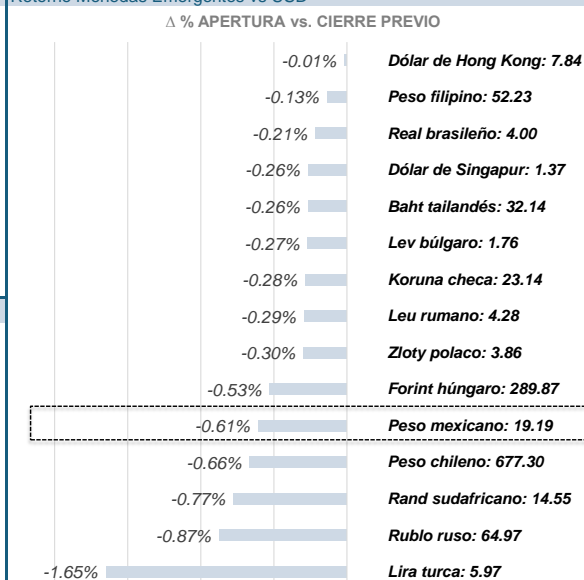 Retorno Monedas Emergentes vs USD
Δ % APERTURA vs. CIERRE PREVIO
-0.01% Dólar de Hong Kong: 7.84
-0.13% Peso filipino: 52.23
-0.21% Real brasileño: 4.00
-0.26% Dólar de Singapur: 1.37
-0.26% Baht tailandés: 32.14
-0.27% Lev búlgaro: 1.76
-0.28% Koruna checa: 23.14
-0.29% Leu rumano: 4.28
-0.30% Zloty polaco: 3.86
-0.53% Forint húngaro: 289.87
-0.61% Peso mexicano: 19.19
-0.66% Peso chileno: 677.30
-0.77% Rand sudafricano: 14.55
-0.87% Rublo ruso: 64.97
-1.65% Lira turca: 5.97